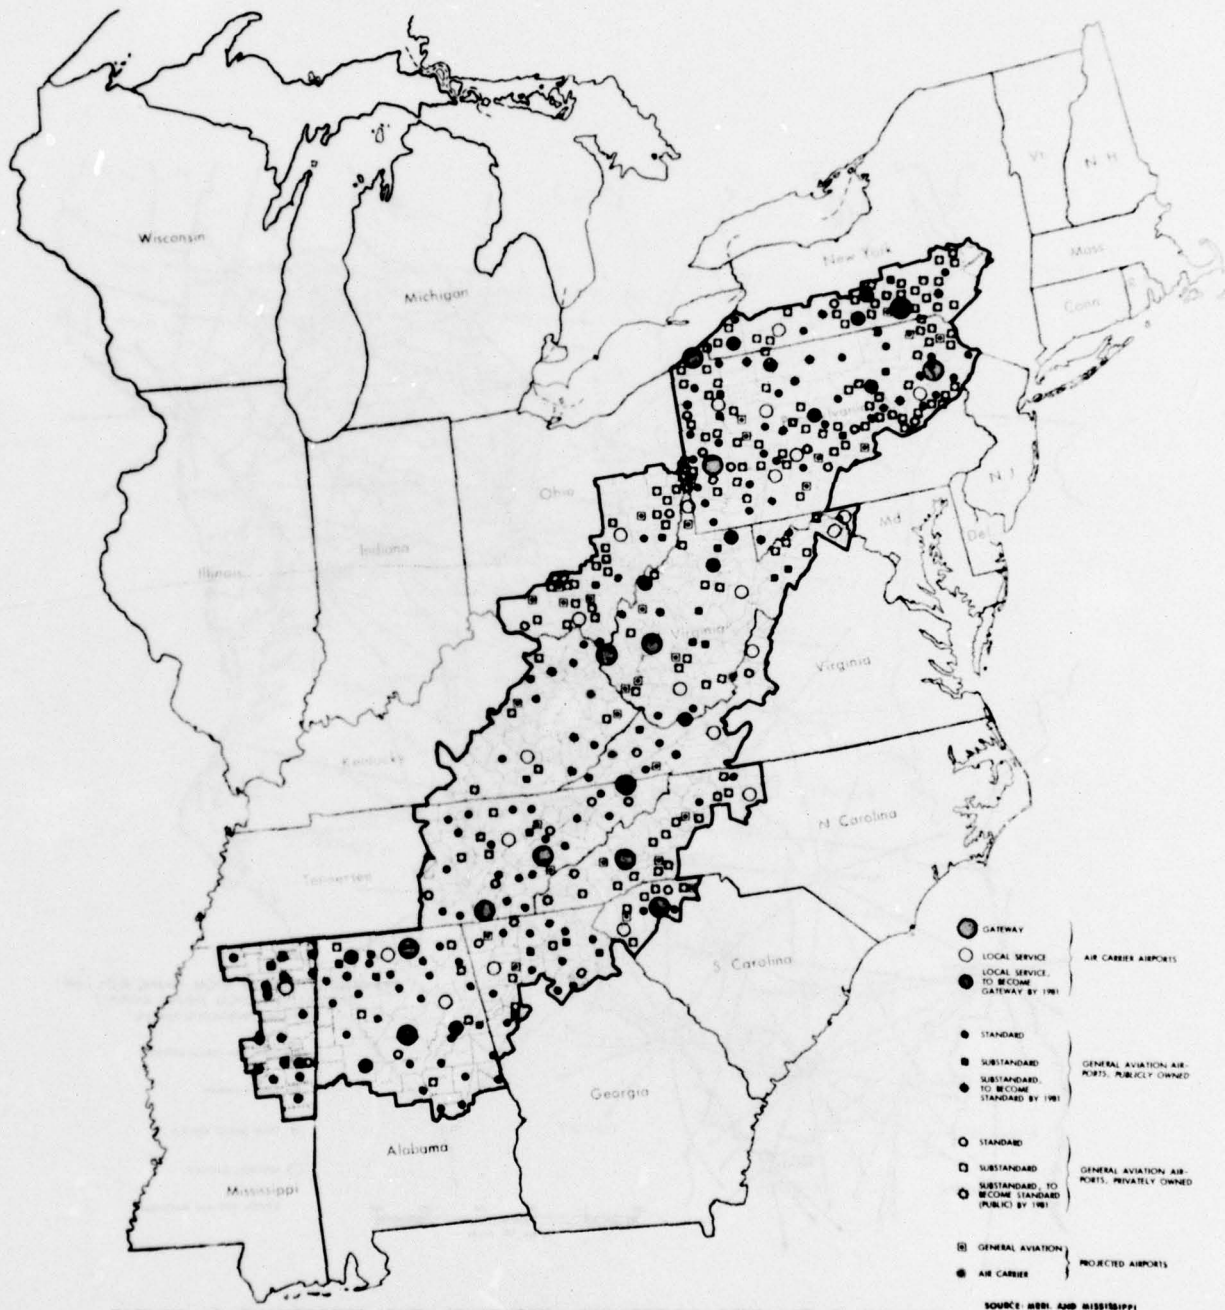 Wisconsin
Michigan
Vt.
N. H.
Mass
New York
Conn
Ohio
Indiana
Illinois
N. J.
Md
Del
Virginia
Virginia
Kentucky
N. Carolina
Tennessee
S. Carolina
Georgia
Alabama
Mississippi
GATEWAY
LOCAL SERVICE
LOCAL SERVICE,
TO BECOME
GATEWAY BY 1981
AIR CARRIER AIRPORTS
STANDARD
SUBSTANDARD
SUBSTANDARD,
TO BECOME
STANDARD BY 1981
GENERAL AVIATION AIR-
PORTS, PUBLICLY OWNED
STANDARD
SUBSTANDARD
SUBSTANDARD, TO
BECOME STANDARD
(PUBLIC) BY 1981
GENERAL AVIATION AIR-
PORTS, PRIVATELY OWNED
GENERAL AVIATION
AIR CARRIER
PROJECTED AIRPORTS
SOURCE: MBRI. AND MISSISSIPPI